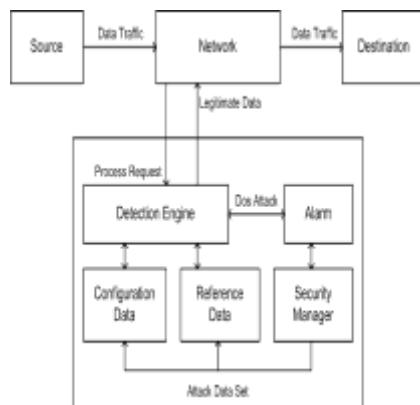 Source
Data Traffic
Network
Data Traffic
Destination
Legitimate Data
Process Request
Detection Engine
Dos Attack
Alarm
Configuration
Data
Reference
Data
Security
Manager
Attack Data Set